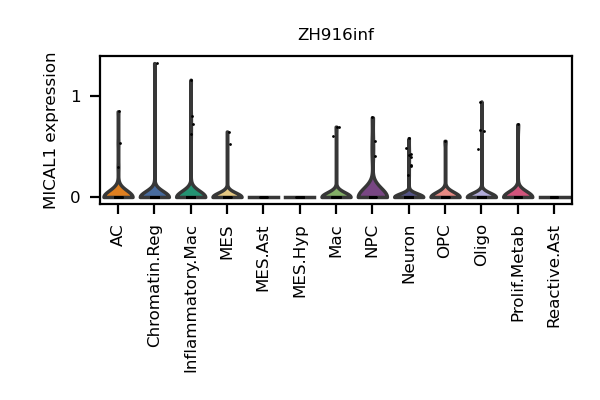 ZH916inf
MICAL1 expression
1
0
AC
Chromatin.Reg
Inflammatory.Mac
MES
MES.Ast
MES.Hyp
Mac
NPC
Neuron
OPC
Oligo
Prolif.Metab
Reactive.Ast